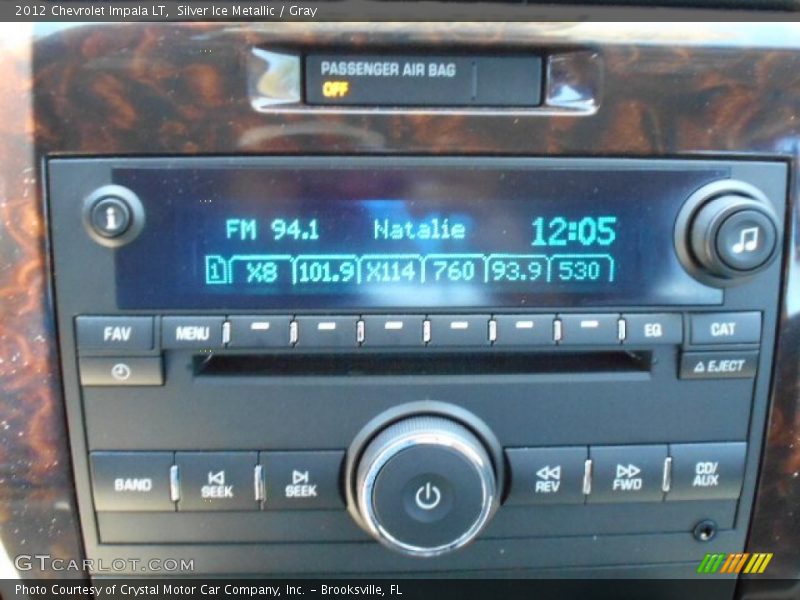 2012 Chevrolet Impala LT,  Silver Ice Metallic / Gray
PASSENGER AIR BAG
OFF
i
FM 94.1 Natalie 12:05
1 X8 101.9 X114 760 93.9 530
FAV MENU EQ CAT
EJECT
BAND SEEK SEEK REV FWD CD/
AUX
GTCARLOT.COM
Photo Courtesy of Crystal Motor Car Company, Inc. – Brooksville, FL